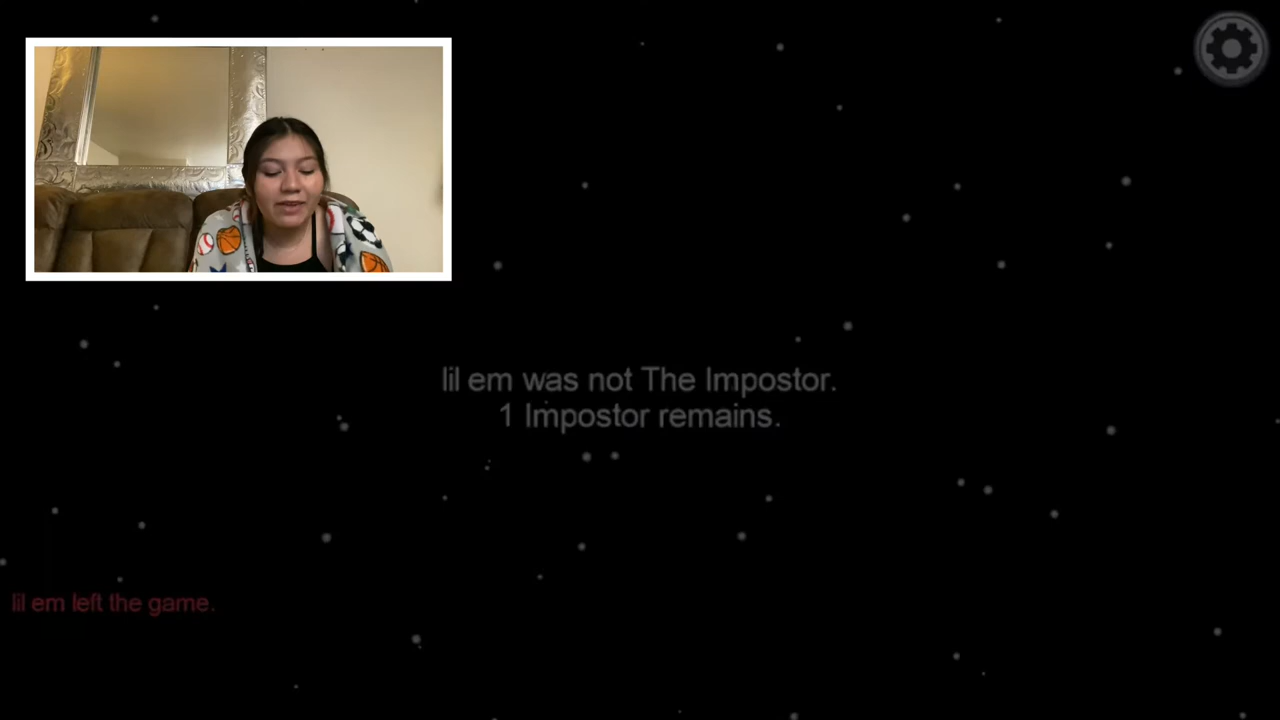 lil em was not The Impostor.
1 Impostor remains.
lil em left the game.